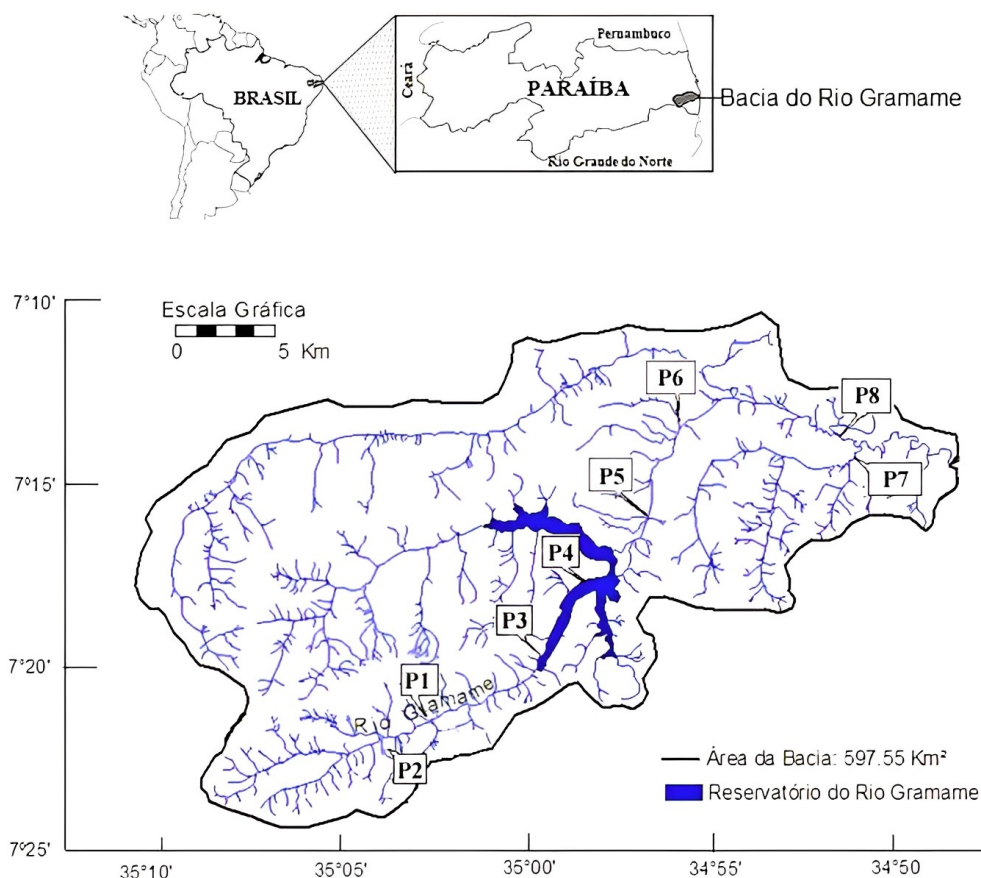 Pernambuco
Ceará
PARAÍBA
BRASIL
Bacia do Rio Gramame
Rio Grande do Norte
7°10'
Escala Gráfica
0 5 Km
P6
P8
7°15'
P5
P7
P4
P3
7°20'
P1
Rio Gramame
P2
Área da Bacia: 597.55 Km²
Reservatório do Rio Gramame
7°25'
35°10' 35°05' 35°00' 34°55' 34°50'